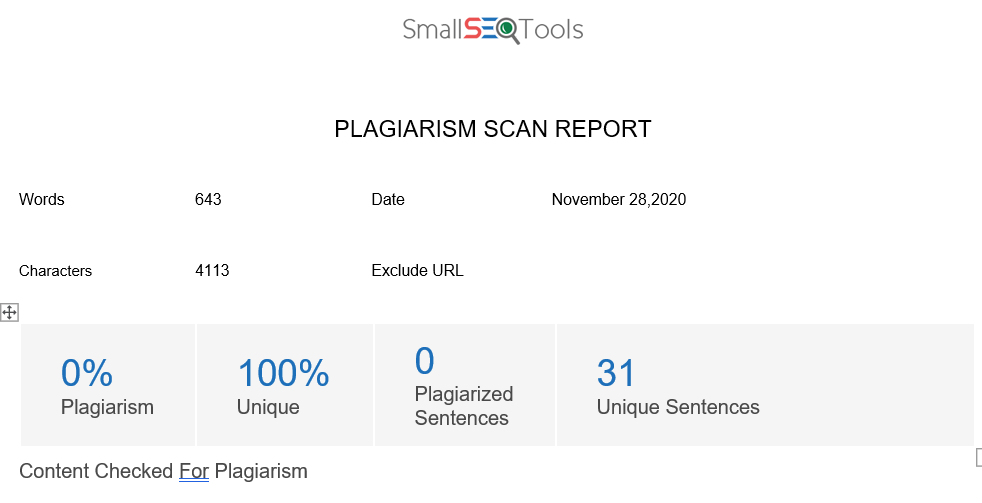 SmallSEOTools
PLAGIARISM SCAN REPORT
Words 643 Date November 28,2020
Characters 4113 Exclude URL
0% 100% 0 31
Plagiarism Unique Plagiarized Sentences Unique Sentences
Content Checked For Plagiarism